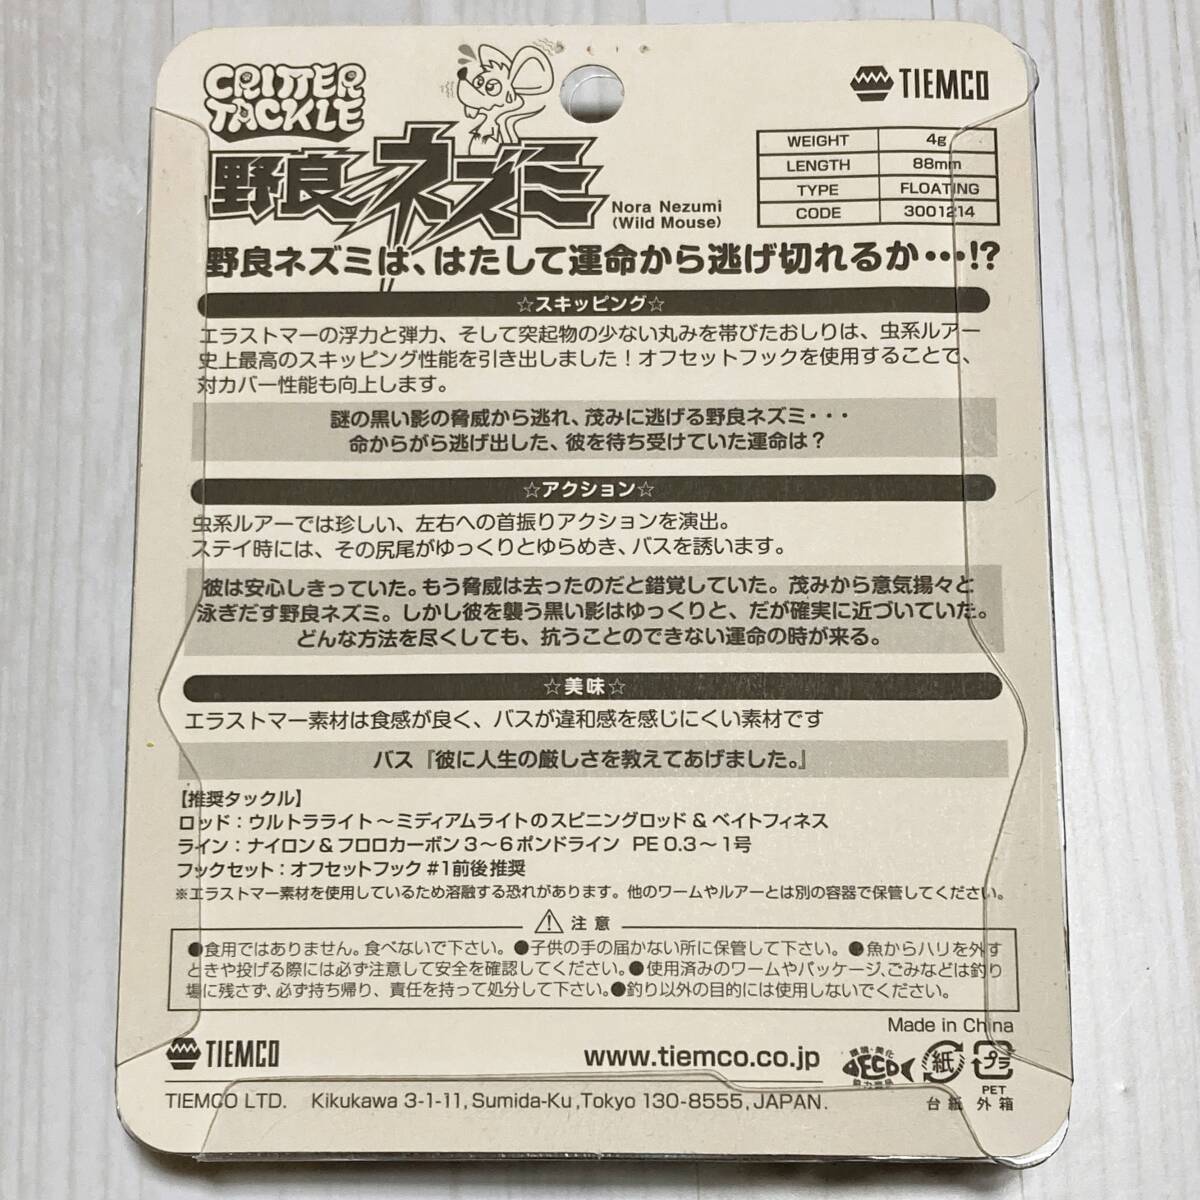 CRITTER
TACKLE
野良ネズミ
Nora Nezumi
(Wild Mouse)
TIEMCO
WEIGHT 4g
LENGTH 88mm
TYPE FLOATING
CODE 3001214
野良ネズミは、はたして運命から逃げ切れるか・・・!?
☆スキッピング☆
エラストマーの浮力と弾力、そして突起物の少ない丸みを帯びたおしりは、虫系ルアー
史上最高のスキッピング性能を引き出しました！オフセットフックを使用することで、
対カバー性能も向上します。
謎の黒い影の脅威から逃れ、茂みに逃げる野良ネズミ・・・
命からがら逃げ出した、彼を待ち受けていた運命は？
☆アクション☆
虫系ルアーでは珍しい、左右への首振りアクションを演出。
ステイ時には、その尻尾がゆっくりとゆらめき、バスを誘います。
彼は安心しきっていた。もう脅威は去ったのだと錯覚していた。茂みから意気揚々と
泳ぎだす野良ネズミ。しかし彼を襲う黒い影はゆっくりと、だが確実に近づいていた。
どんな方法を尽くしても、抗うことのできない運命の時が来る。
☆美味☆
エラストマー素材は食感が良く、バスが違和感を感じにくい素材です
バス『彼に人生の厳しさを教えてあげました。』
【推奨タックル】
ロッド：ウルトラライト～ミディアムライトのスピニングロッド & ベイトフィネス
ライン：ナイロン & フロロカーボン 3～6ポンドライン PE 0.3～1号
フックセット：オフセットフック #1前後推奨
※エラストマー素材を使用しているため溶融する恐れがあります。他のワームやルアーとは別の容器で保管してください。
⚠ 注意
●食用ではありません。食べないで下さい。●子供の手の届かない所に保管して下さい。●魚からハリを外す
ときや投げる際には必ず注意して安全を確認してください。●使用済みのワームやパッケージ、ごみなどは釣り
場に残さず、必ず持ち帰り、責任を持って処分して下さい。●釣り以外の目的には使用しないでください。
Made in China
TIEMCO
www.tiemco.co.jp
環境・美化
ECO
協力商品
紙
プラ
PET
台紙 外箱
TIEMCO LTD. Kikukawa 3-1-11, Sumida-Ku, Tokyo 130-8555, JAPAN.